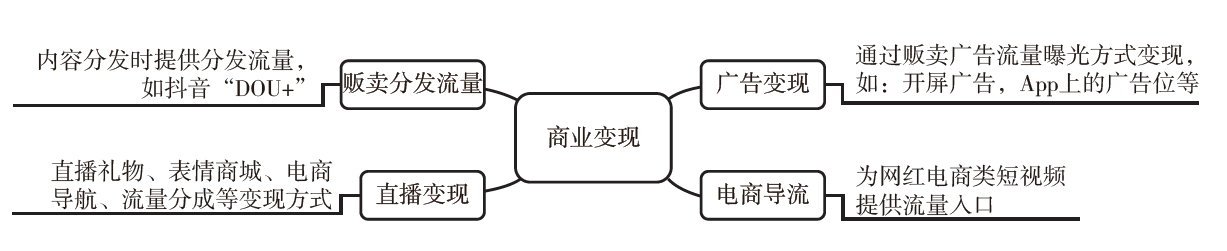 内容分发时提供分发流量，
如抖音“DOU+”
贩卖分发流量
直播礼物、表情商城、电商
导航、流量分成等变现方式
直播变现
商业变现
广告变现
通过贩卖广告流量曝光方式变现，
如：开屏广告，App上的广告位等
电商导流
为网红电商类短视频
提供流量入口